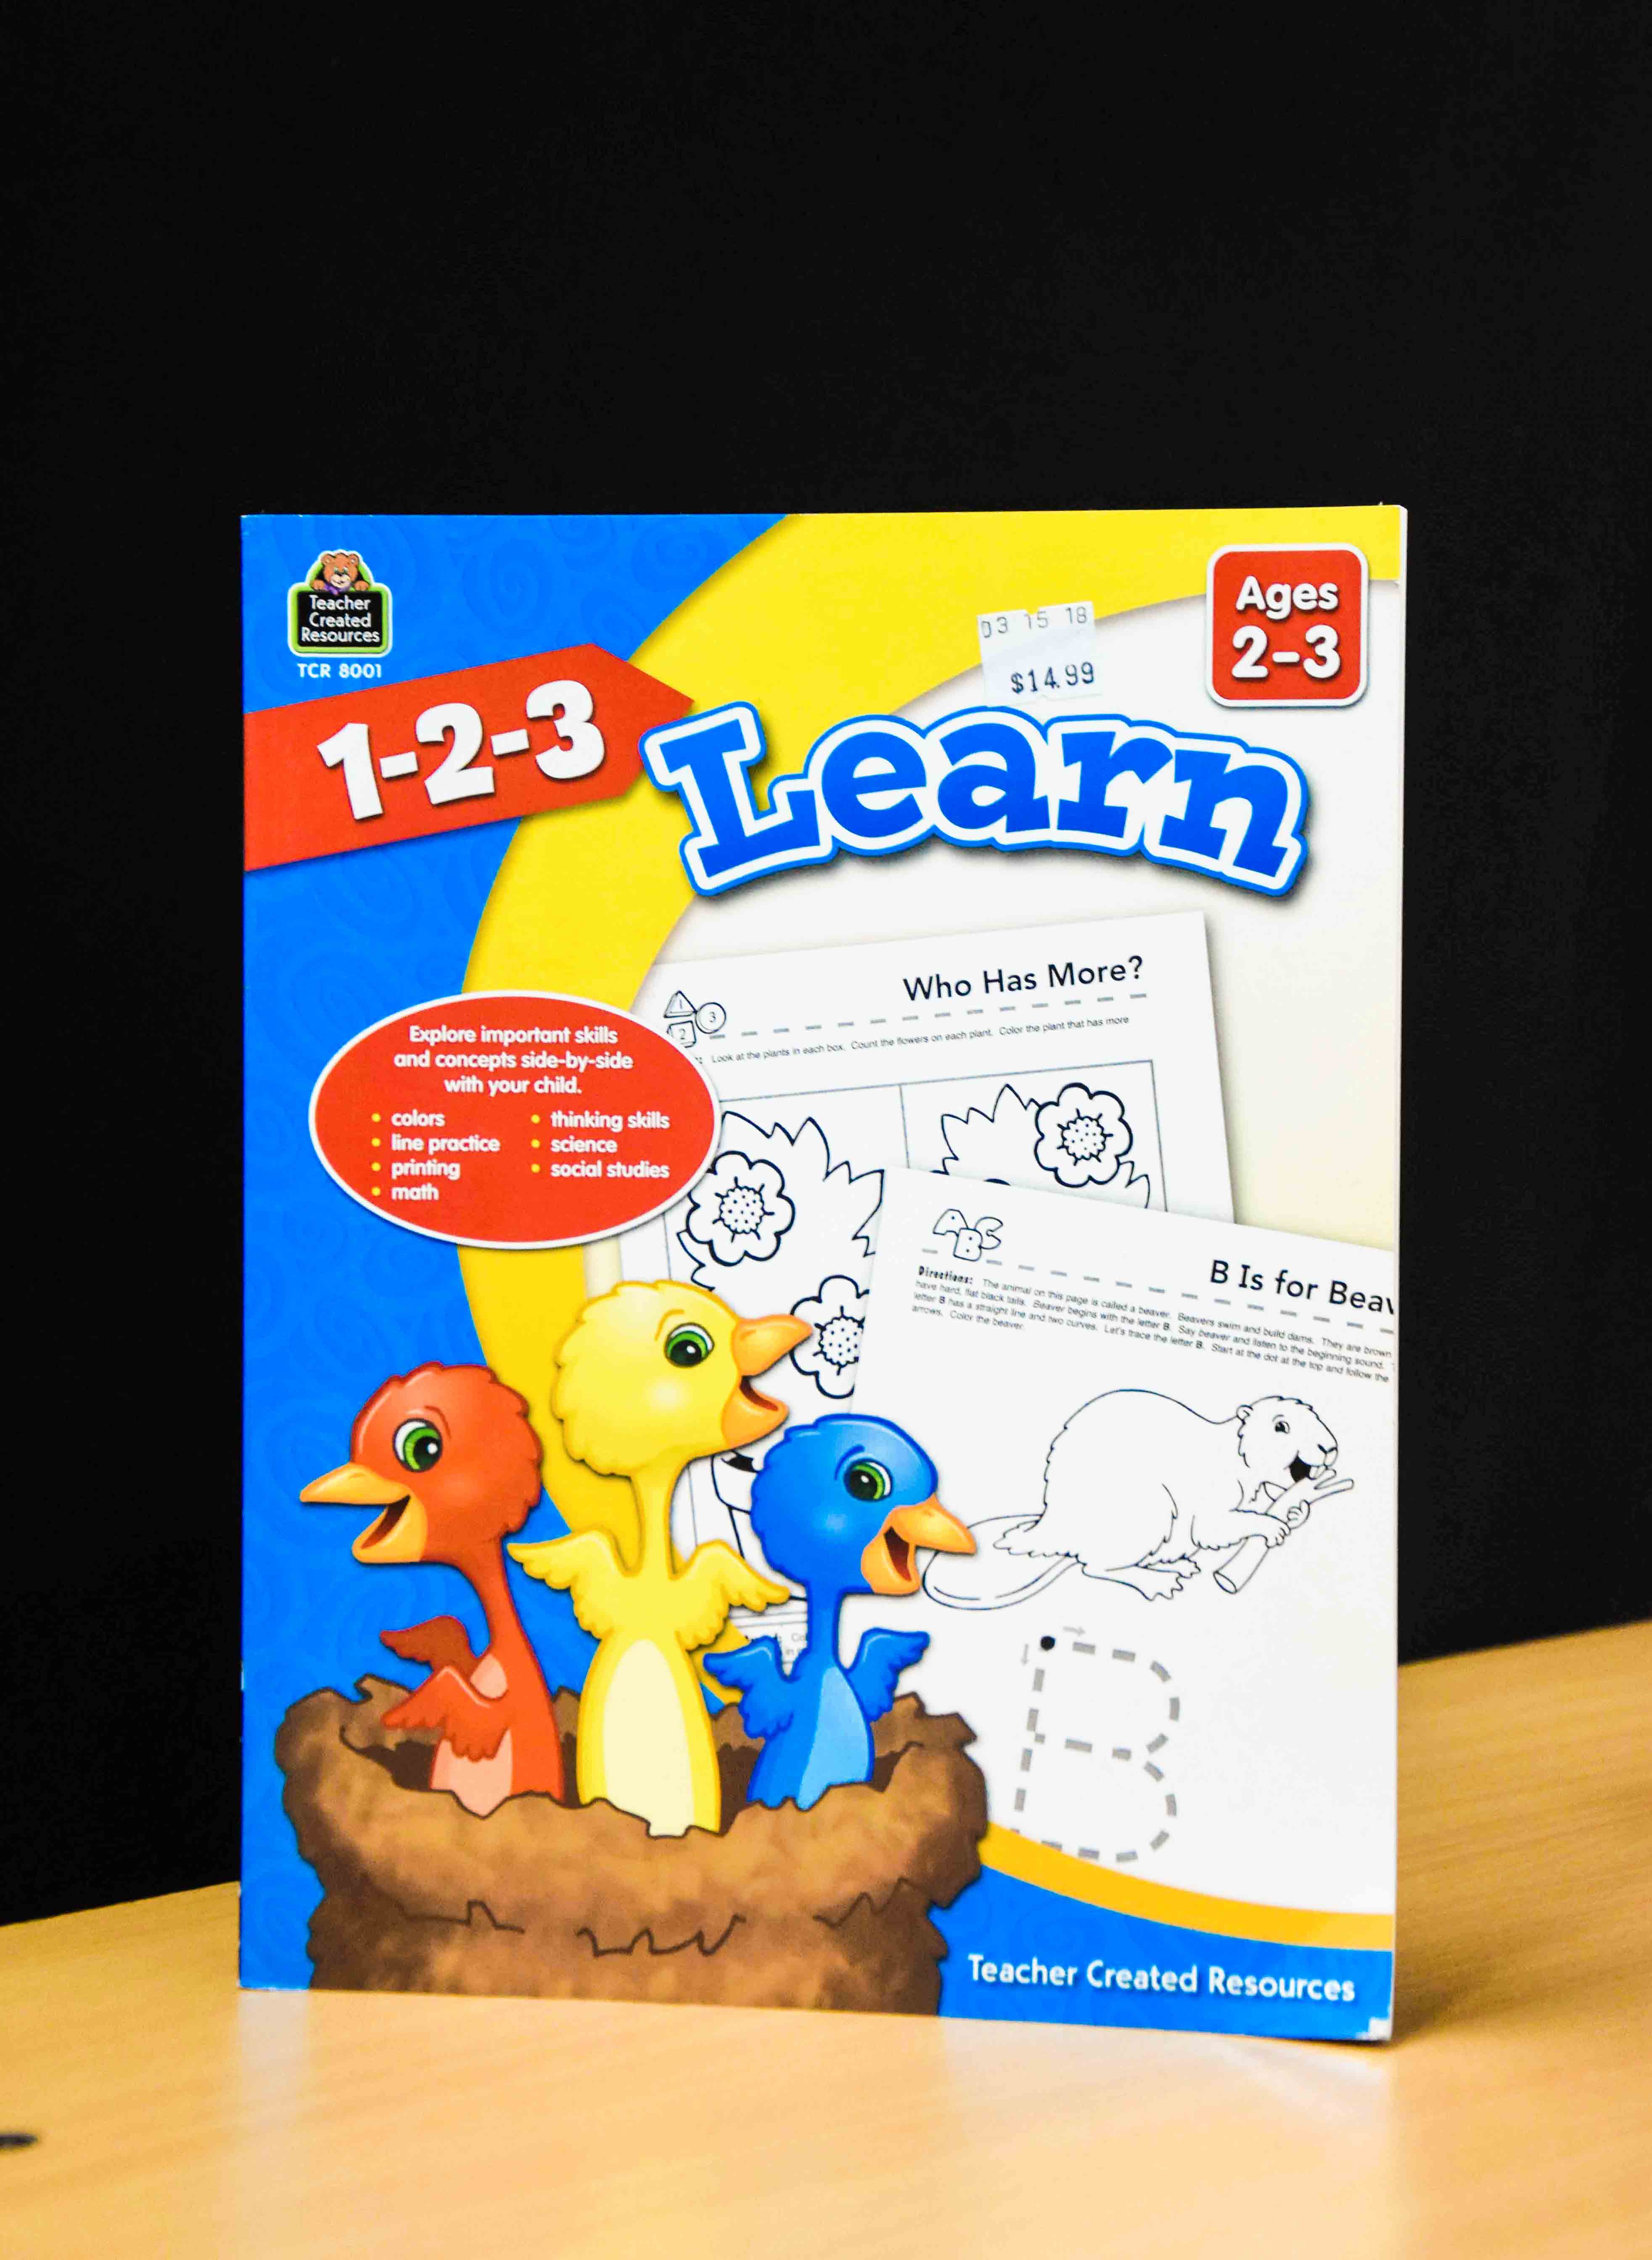 Teacher
Created
Resources
TCR 8001
Ages
2-3
03 15 18
$14.99
1-2-3
Learn
Who Has More?
1
3
2
Look at the plants in each box. Count the flowers on each plant. Color the plant that has more
Explore important skills
and concepts side-by-side
with your child.
• colors
• line practice
• printing
• math
• thinking skills
• science
• social studies
ABC
B Is for Beav
Directions: The animal on this page is called a beaver. Beavers swim and build dams. They are brown
have hard, flat black tails. Beaver begins with the letter B. Say beaver and listen to the beginning sound.
letter B has a straight line and two curves. Let's trace the letter B. Start at the dot at the top and follow the
arrows. Color the beaver.
B
Teacher Created Resources